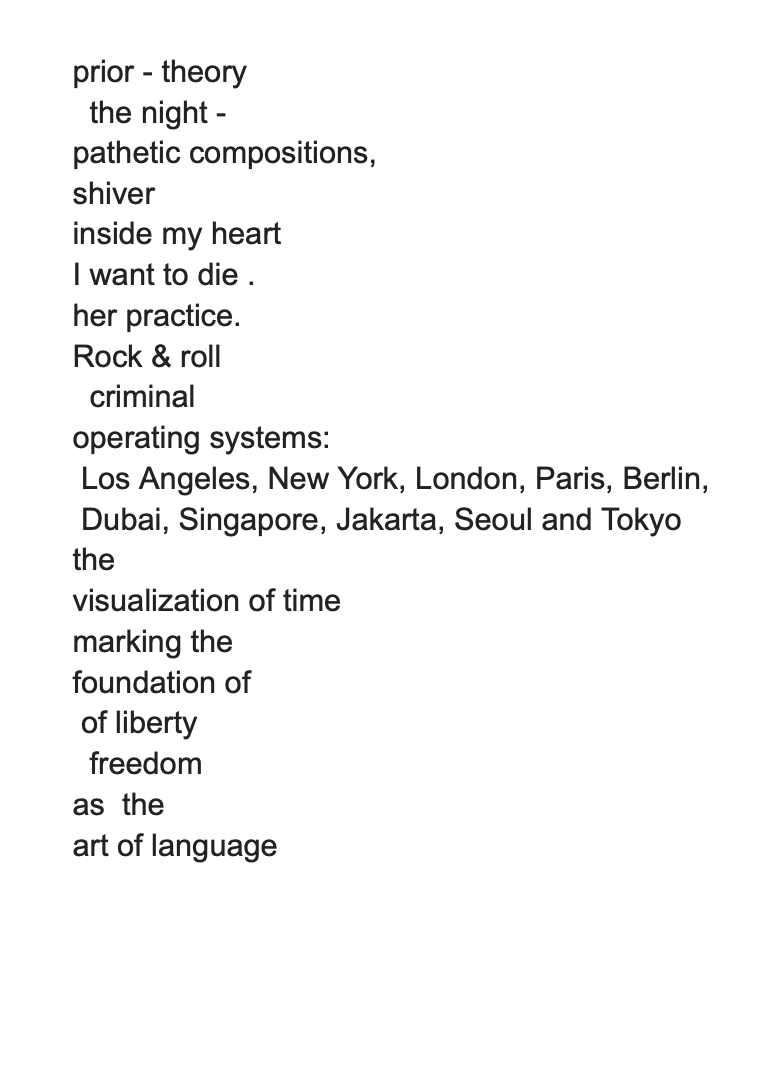 prior - theory
  the night -
pathetic compositions,
shiver
inside my heart
I want to die .
her practice.
Rock & roll
  criminal
operating systems:
 Los Angeles, New York, London, Paris, Berlin,
 Dubai, Singapore, Jakarta, Seoul and Tokyo
the
visualization of time
marking the
foundation of
 of liberty
  freedom
as  the
art of language